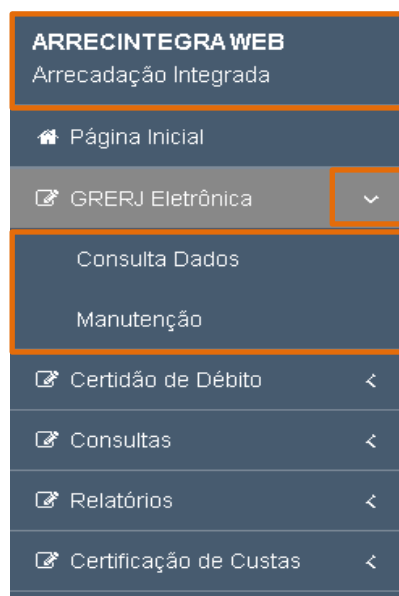 ARRECINTEGRA WEB
Arrecadação Integrada
Página Inicial
GRERJ Eletrônica
Consulta Dados
Manutenção
Certidão de Débito
Consultas
Relatórios
Certificação de Custas